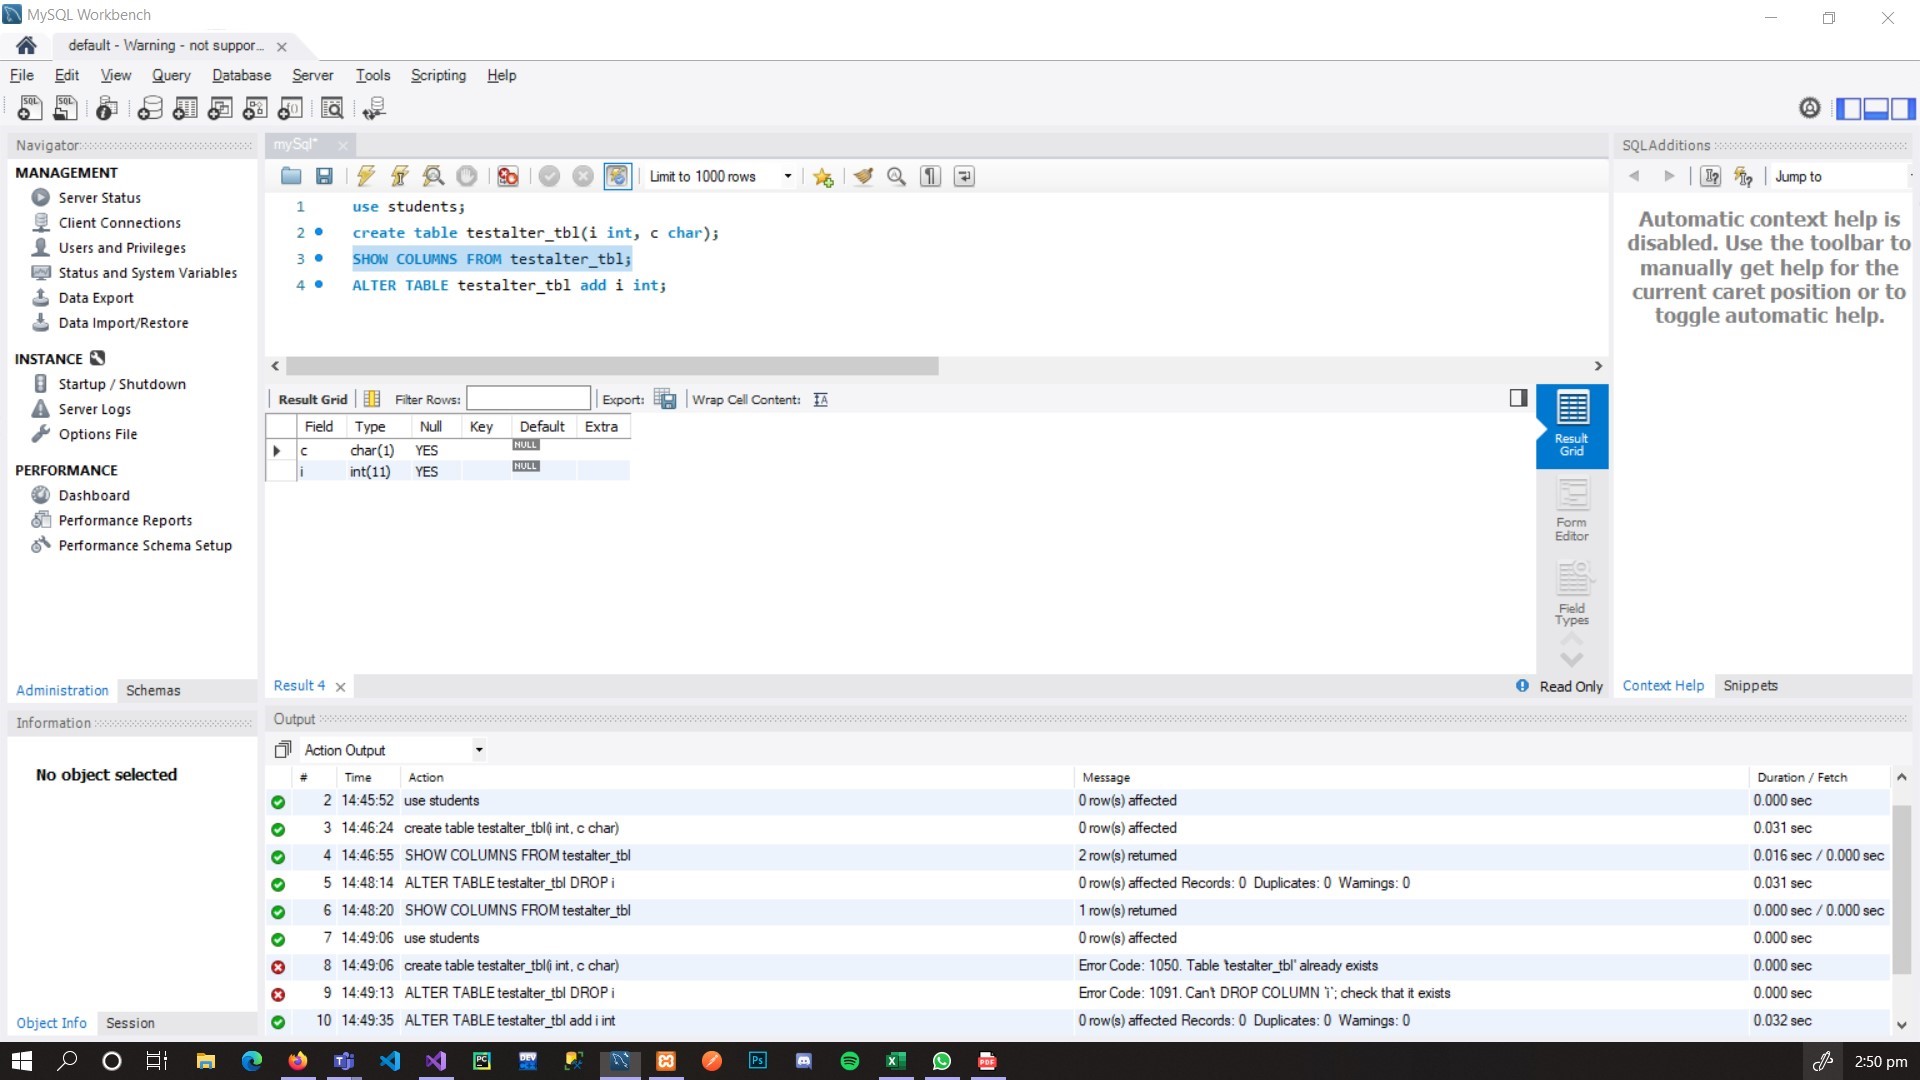 MySQL Workbench
default - Warning - not suppor...
File Edit View Query Database Server Tools Scripting Help
Navigator
MANAGEMENT
Server Status
Client Connections
Users and Privileges
Status and System Variables
Data Export
Data Import/Restore
INSTANCE
Startup / Shutdown
Server Logs
Options File
PERFORMANCE
Dashboard
Performance Reports
Performance Schema Setup
Administration Schemas
Information
No object selected
Object Info Session
mySql*
Limit to 1000 rows
1 use students;
2 create table testalter_tbl(i int, c char);
3 SHOW COLUMNS FROM testalter_tbl;
4 ALTER TABLE testalter_tbl add i int;
Result Grid Filter Rows: Export: Wrap Cell Content:
Field Type Null Key Default Extra
c char(1) YES NULL
i int(11) YES NULL
Result Grid
Form Editor
Field Types
Result 4
Read Only
SQLAdditions
Jump to
Automatic context help is
disabled. Use the toolbar to
manually get help for the
current caret position or to
toggle automatic help.
Context Help Snippets
Output
Action Output
# Time Action Message Duration / Fetch
2 14:45:52 use students 0 row(s) affected 0.000 sec
3 14:46:24 create table testalter_tbl(i int, c char) 0 row(s) affected 0.031 sec
4 14:46:55 SHOW COLUMNS FROM testalter_tbl 2 row(s) returned 0.016 sec / 0.000 sec
5 14:48:14 ALTER TABLE testalter_tbl DROP i 0 row(s) affected Records: 0 Duplicates: 0 Warnings: 0 0.031 sec
6 14:48:20 SHOW COLUMNS FROM testalter_tbl 1 row(s) returned 0.000 sec / 0.000 sec
7 14:49:06 use students 0 row(s) affected 0.000 sec
8 14:49:06 create table testalter_tbl(i int, c char) Error Code: 1050. Table 'testalter_tbl' already exists 0.000 sec
9 14:49:13 ALTER TABLE testalter_tbl DROP i Error Code: 1091. Can't DROP COLUMN `i`; check that it exists 0.000 sec
10 14:49:35 ALTER TABLE testalter_tbl add i int 0 row(s) affected Records: 0 Duplicates: 0 Warnings: 0 0.032 sec
2:50 pm